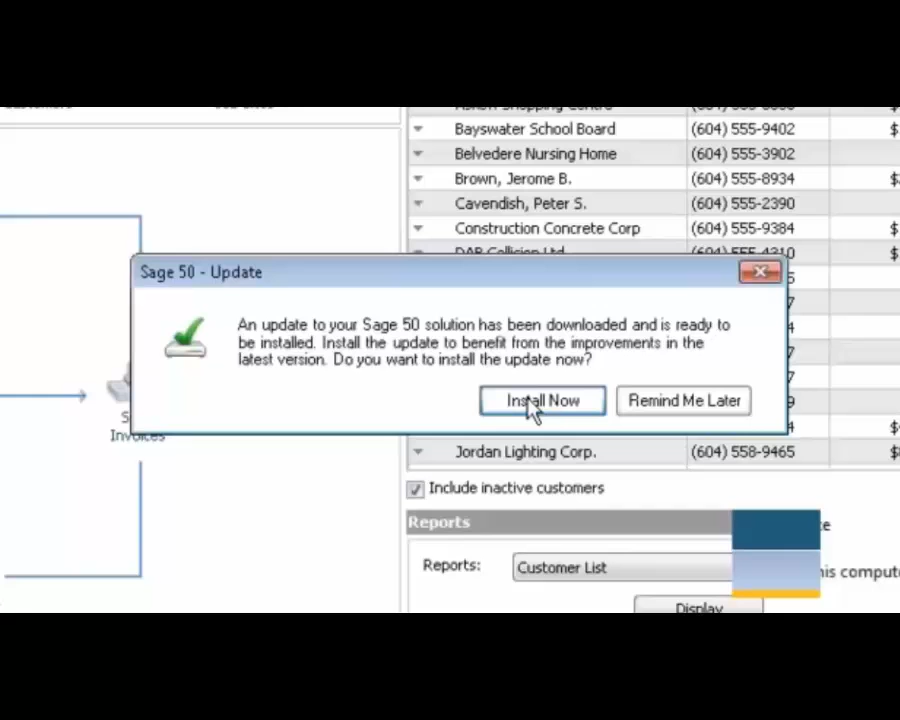 Bayswater School Board (604) 555-9402 $
Belvedere Nursing Home (604) 555-3902
Brown, Jerome B. (604) 555-8934
Cavendish, Peter S. (604) 555-2390
Construction Concrete Corp (604) 555-9384 $
Sage 50 - Update
An update to your Sage 50 solution has been downloaded and is ready to
be installed. Install the update to benefit from the improvements in the
latest version. Do you want to install the update now?
Install Now Remind Me Later
Invoices
Jordan Lighting Corp. (604) 558-9465
Include inactive customers
Reports
Reports: Customer List
his compute
Display